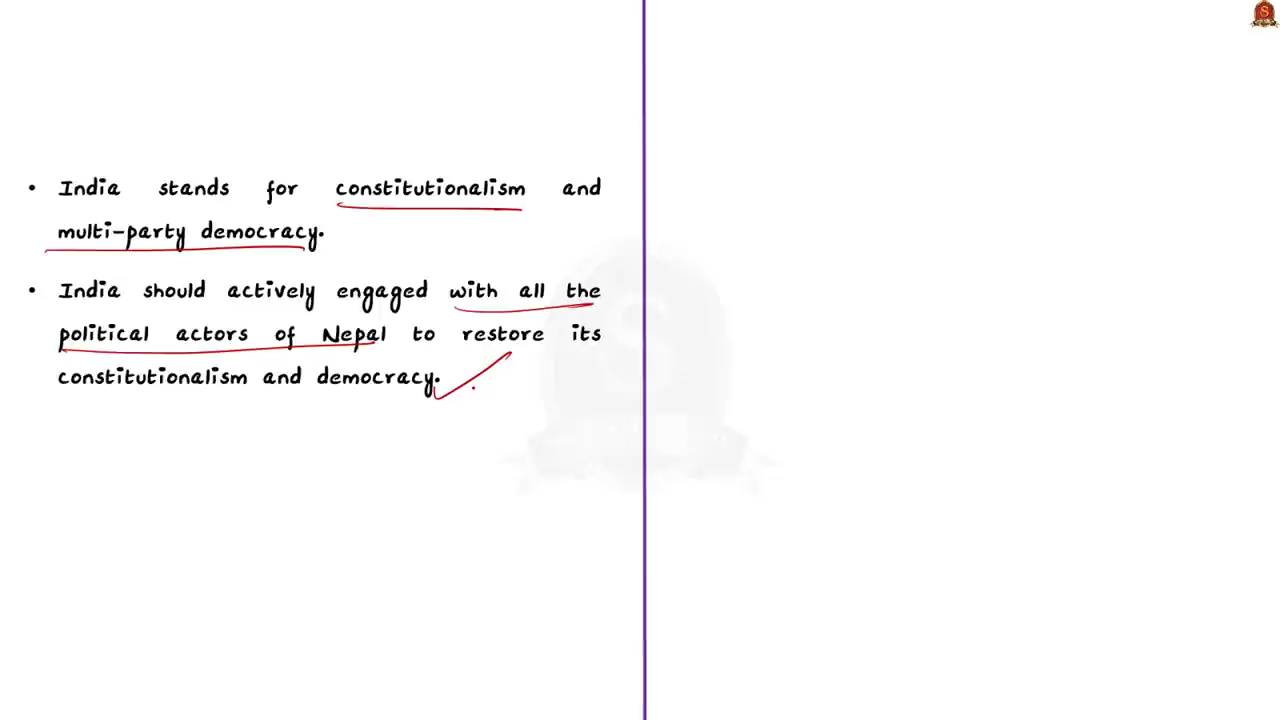 • India stands for constitutionalism and
multi-party democracy.
• India should actively engaged with all the
political actors of Nepal to restore its
constitutionalism and democracy.
S